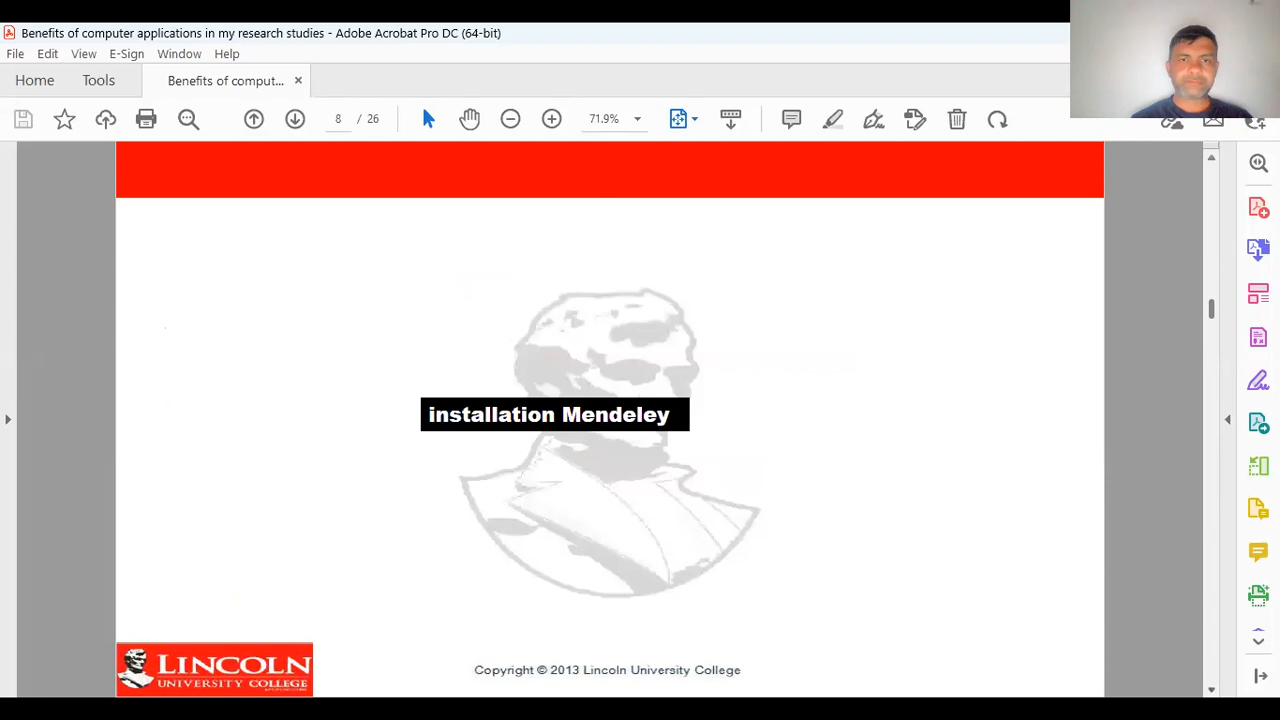 Benefits of computer applications in my research studies - Adobe Acrobat Pro DC (64-bit)
File Edit View E-Sign Window Help
Home Tools Benefits of comput... ×
8 / 26 71.9%
installation Mendeley
LINCOLN
UNIVERSITY COLLEGE
Copyright © 2013 Lincoln University College